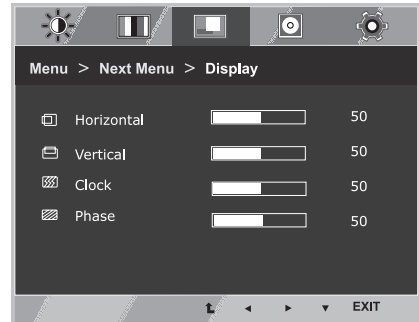 Menu > Next Menu > Display
Horizontal 50
Vertical 50
Clock 50
Phase 50
EXIT